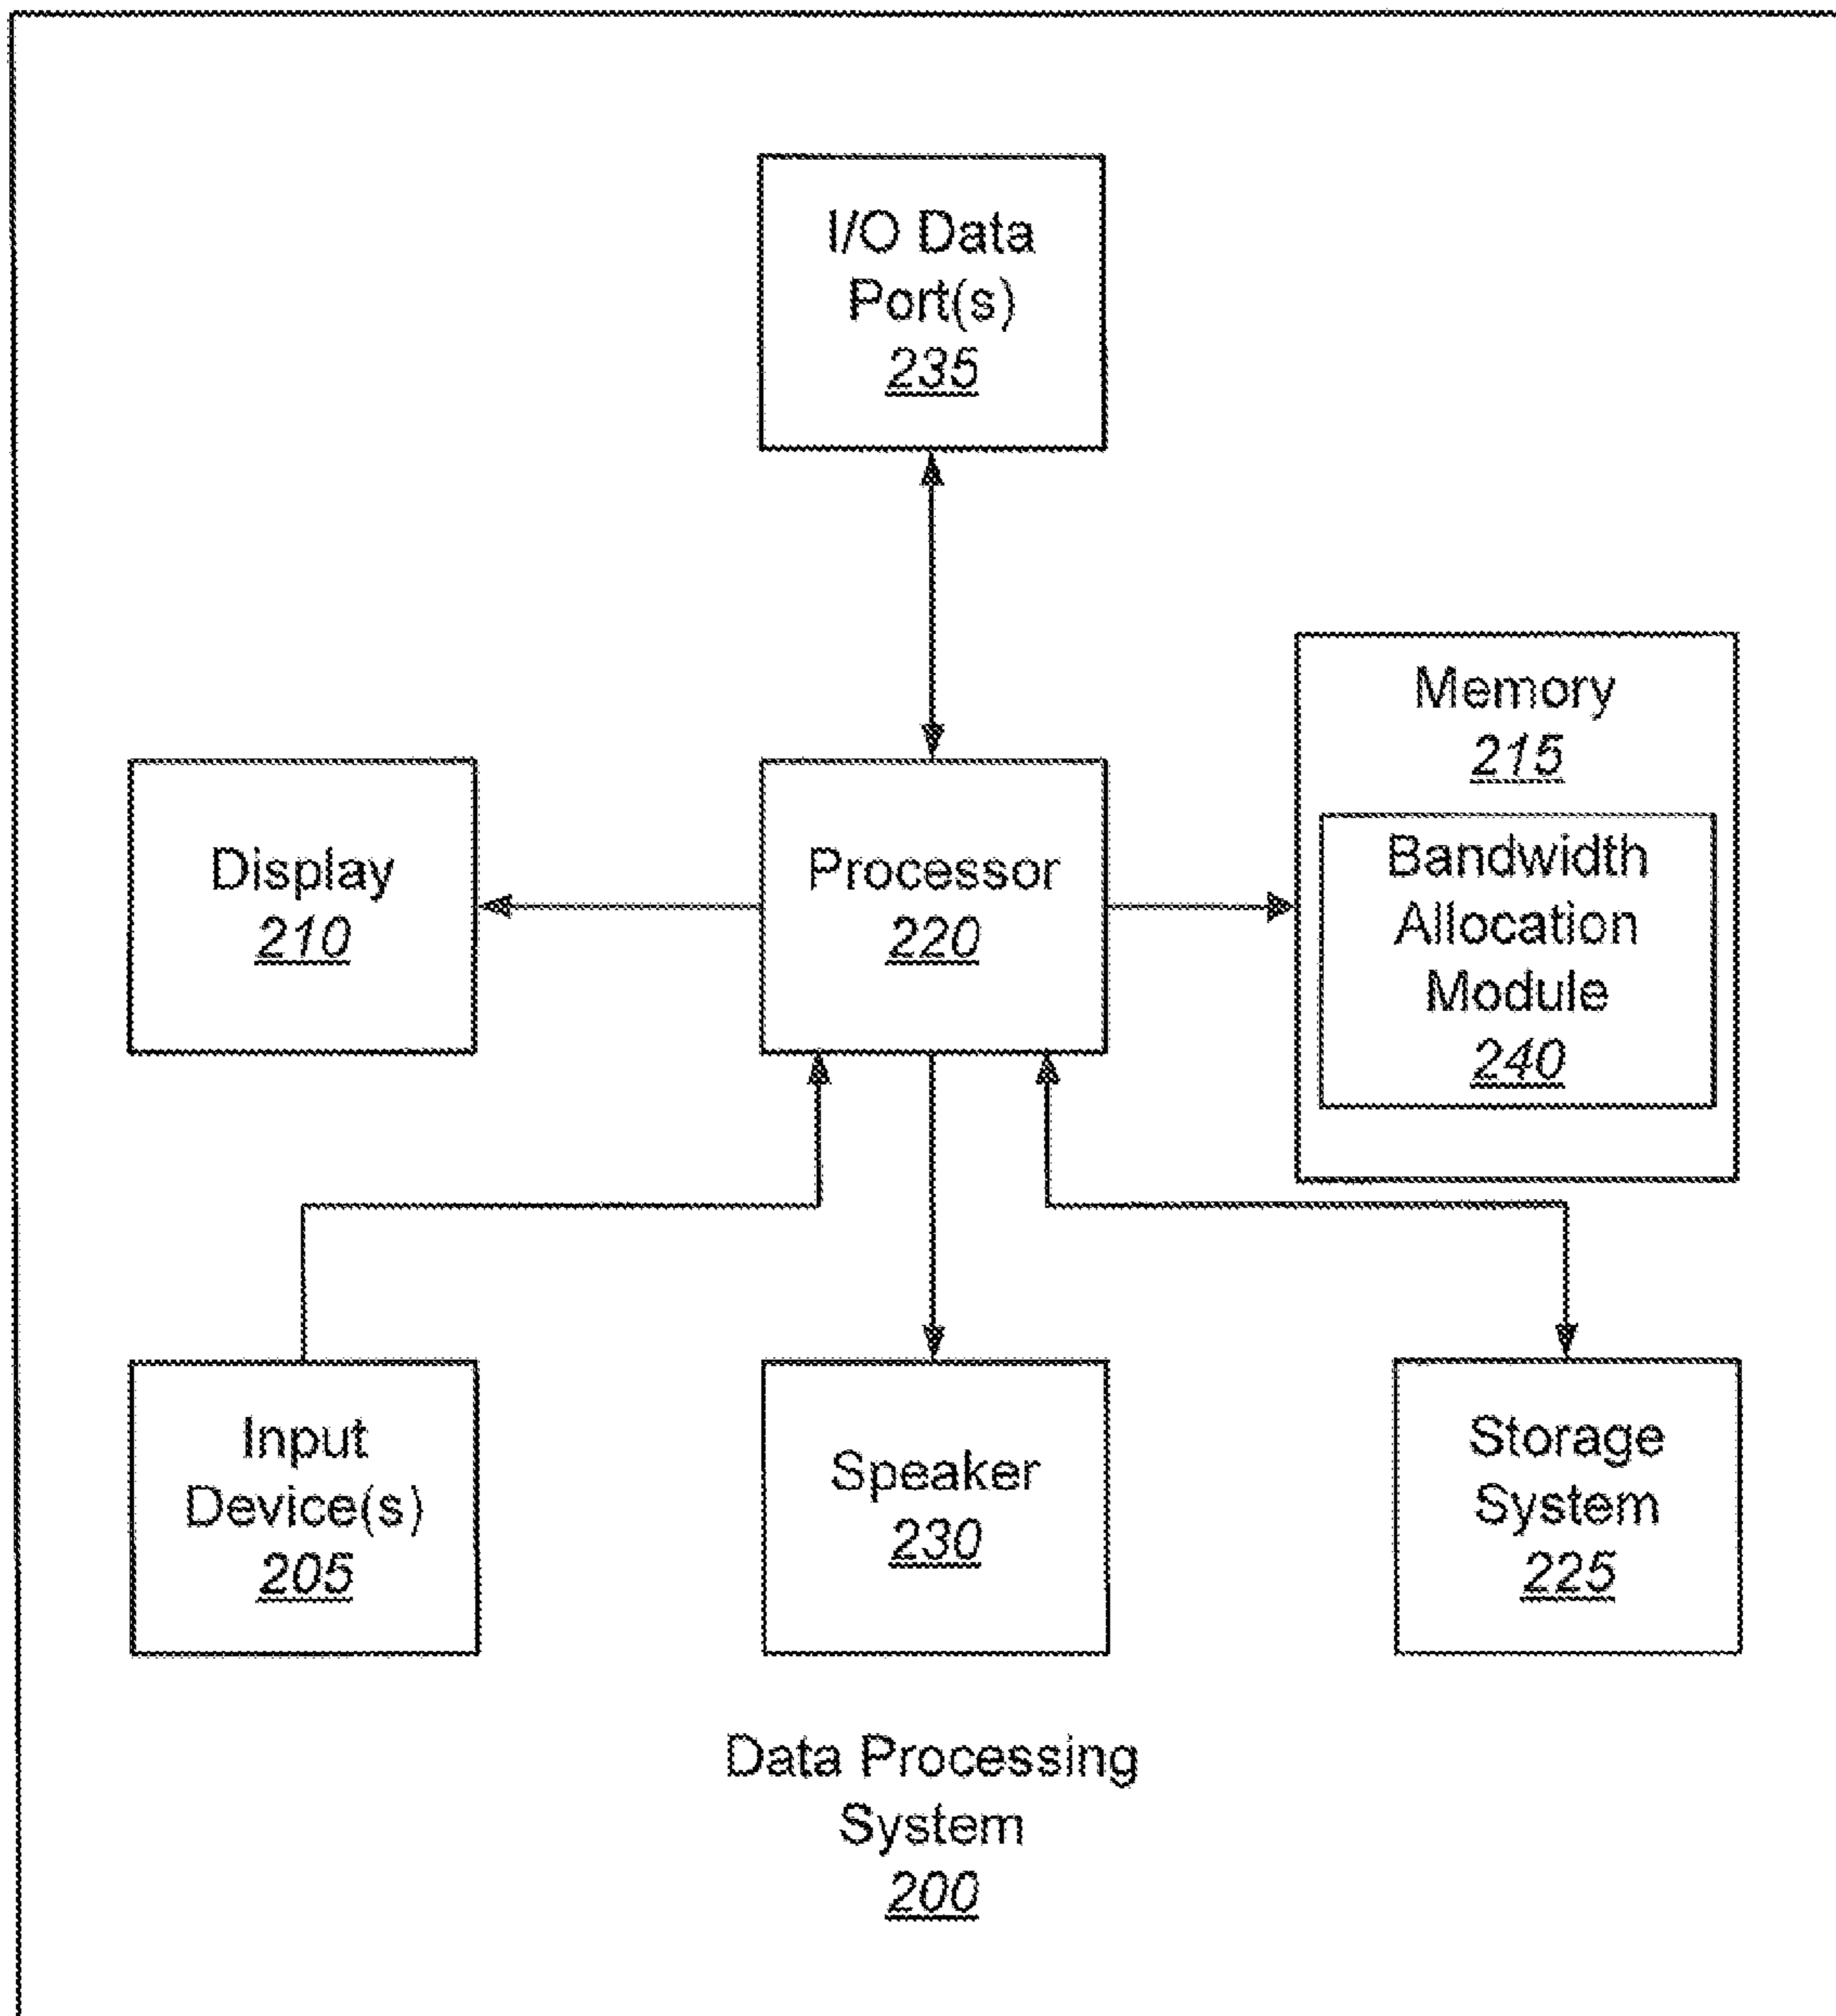 I/O Data
Port(s)
235
Memory
215
Bandwidth
Allocation
Module
240
Display
210
Processor
220
Input
Device(s)
205
Speaker
230
Storage
System
225
Data Processing
System
200